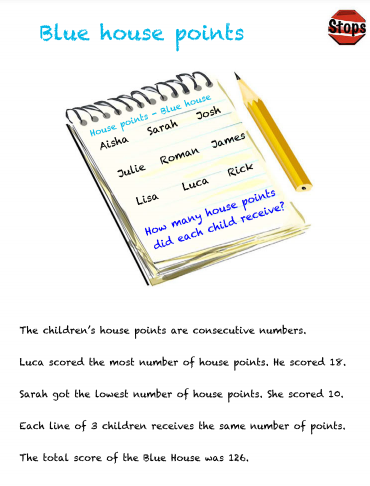 Blue house points
Stops
House points - Blue house
Aisha Sarah Josh
Julie Roman James
Lisa Luca Rick
How many house points
did each child receive?
The children's house points are consecutive numbers.
Luca scored the most number of house points. He scored 18.
Sarah got the lowest number of house points. She scored 10.
Each line of 3 children receives the same number of points.
The total score of the Blue House was 126.